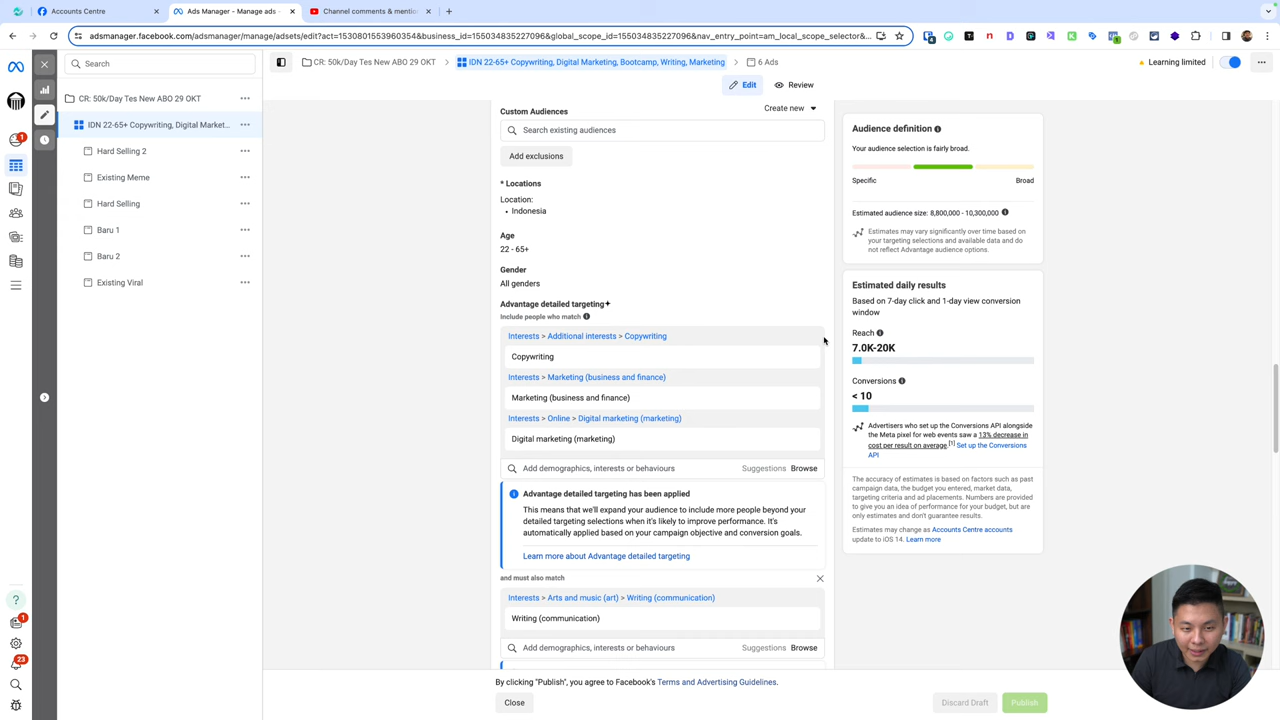 Accounts Centre
Ads Manager - Manage ads -
Channel comments & mention
adsmanager.facebook.com/adsmanager/manage/adsets/edit?act=1530801553960354&business_id=155034835227096&global_scope_id=155034835227096&nav_entry_point=am_local_scope_selector&...
Search
CR: 50k/Day Tes New ABO 29 OKT
IDN 22-65+ Copywriting, Digital Marketing, Bootcamp, Writing, Marketing
6 Ads
Learning limited
Edit
Review
CR: 50k/Day Tes New ABO 29 OKT
IDN 22-65+ Copywriting, Digital Market...
Hard Selling 2
Existing Meme
Hard Selling
Baru 1
Baru 2
Existing Viral
Custom Audiences
Create new
Search existing audiences
Add exclusions
* Locations
Location:
• Indonesia
Age
22 - 65+
Gender
All genders
Advantage detailed targeting+
Include people who match
Interests > Additional interests > Copywriting
Copywriting
Interests > Marketing (business and finance)
Marketing (business and finance)
Interests > Online > Digital marketing (marketing)
Digital marketing (marketing)
Add demographics, interests or behaviours
Suggestions
Browse
Advantage detailed targeting has been applied
This means that we'll expand your audience to include more people beyond your
detailed targeting selections when it's likely to improve performance. It's
automatically applied based on your campaign objective and conversion goals.
Learn more about Advantage detailed targeting
and must also match
Interests > Arts and music (art) > Writing (communication)
Writing (communication)
Add demographics, interests or behaviours
Suggestions
Browse
By clicking "Publish", you agree to Facebook's Terms and Advertising Guidelines.
Close
Discard Draft
Publish
Audience definition
Your audience selection is fairly broad.
Specific
Broad
Estimated audience size: 8,800,000 - 10,300,000
Estimates may vary significantly over time based on
your targeting selections and available data and do
not reflect Advantage audience options.
Estimated daily results
Based on 7-day click and 1-day view conversion
window
Reach
7.0K-20K
Conversions
< 10
Advertisers who set up the Conversions API alongside
the Meta pixel for web events saw a 13% decrease in
cost per result on average.[1] Set up the Conversions
API
The accuracy of estimates is based on factors such as past
campaign data, the budget you entered, market data,
targeting criteria and ad placements. Numbers are provided
to give you an idea of performance for your budget, but are
only estimates and don't guarantee results.
Estimates may change as Accounts Centre accounts
update to iOS 14. Learn more
1
1
23